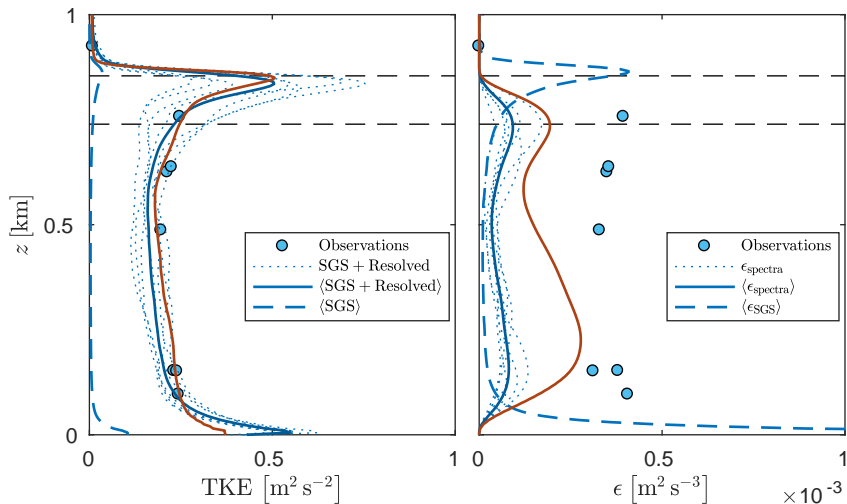 1
z [km]
0.5
Observations
SGS + Resolved
⟨SGS + Resolved⟩
⟨SGS⟩
0
0
0.5
1
TKE [m² s⁻²]
Observations
ϵ_spectra
⟨ϵ_spectra⟩
⟨ϵ_SGS⟩
0
0.5
1
ϵ [m² s⁻³]
×10⁻³